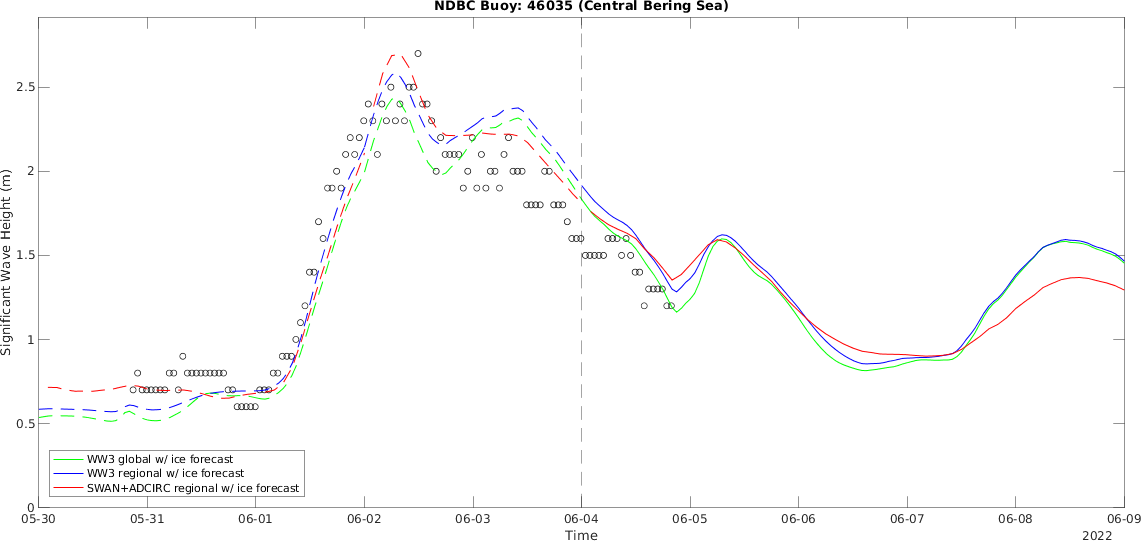 NDBC Buoy: 46035 (Central Bering Sea)
Significant Wave Height (m)
2.5
2
1.5
1
0.5
0
WW3 global w/ ice forecast
WW3 regional w/ ice forecast
SWAN+ADCIRC regional w/ ice forecast
05-30 05-31 06-01 06-02 06-03 06-04 06-05 06-06 06-07 06-08 06-09
Time 2022